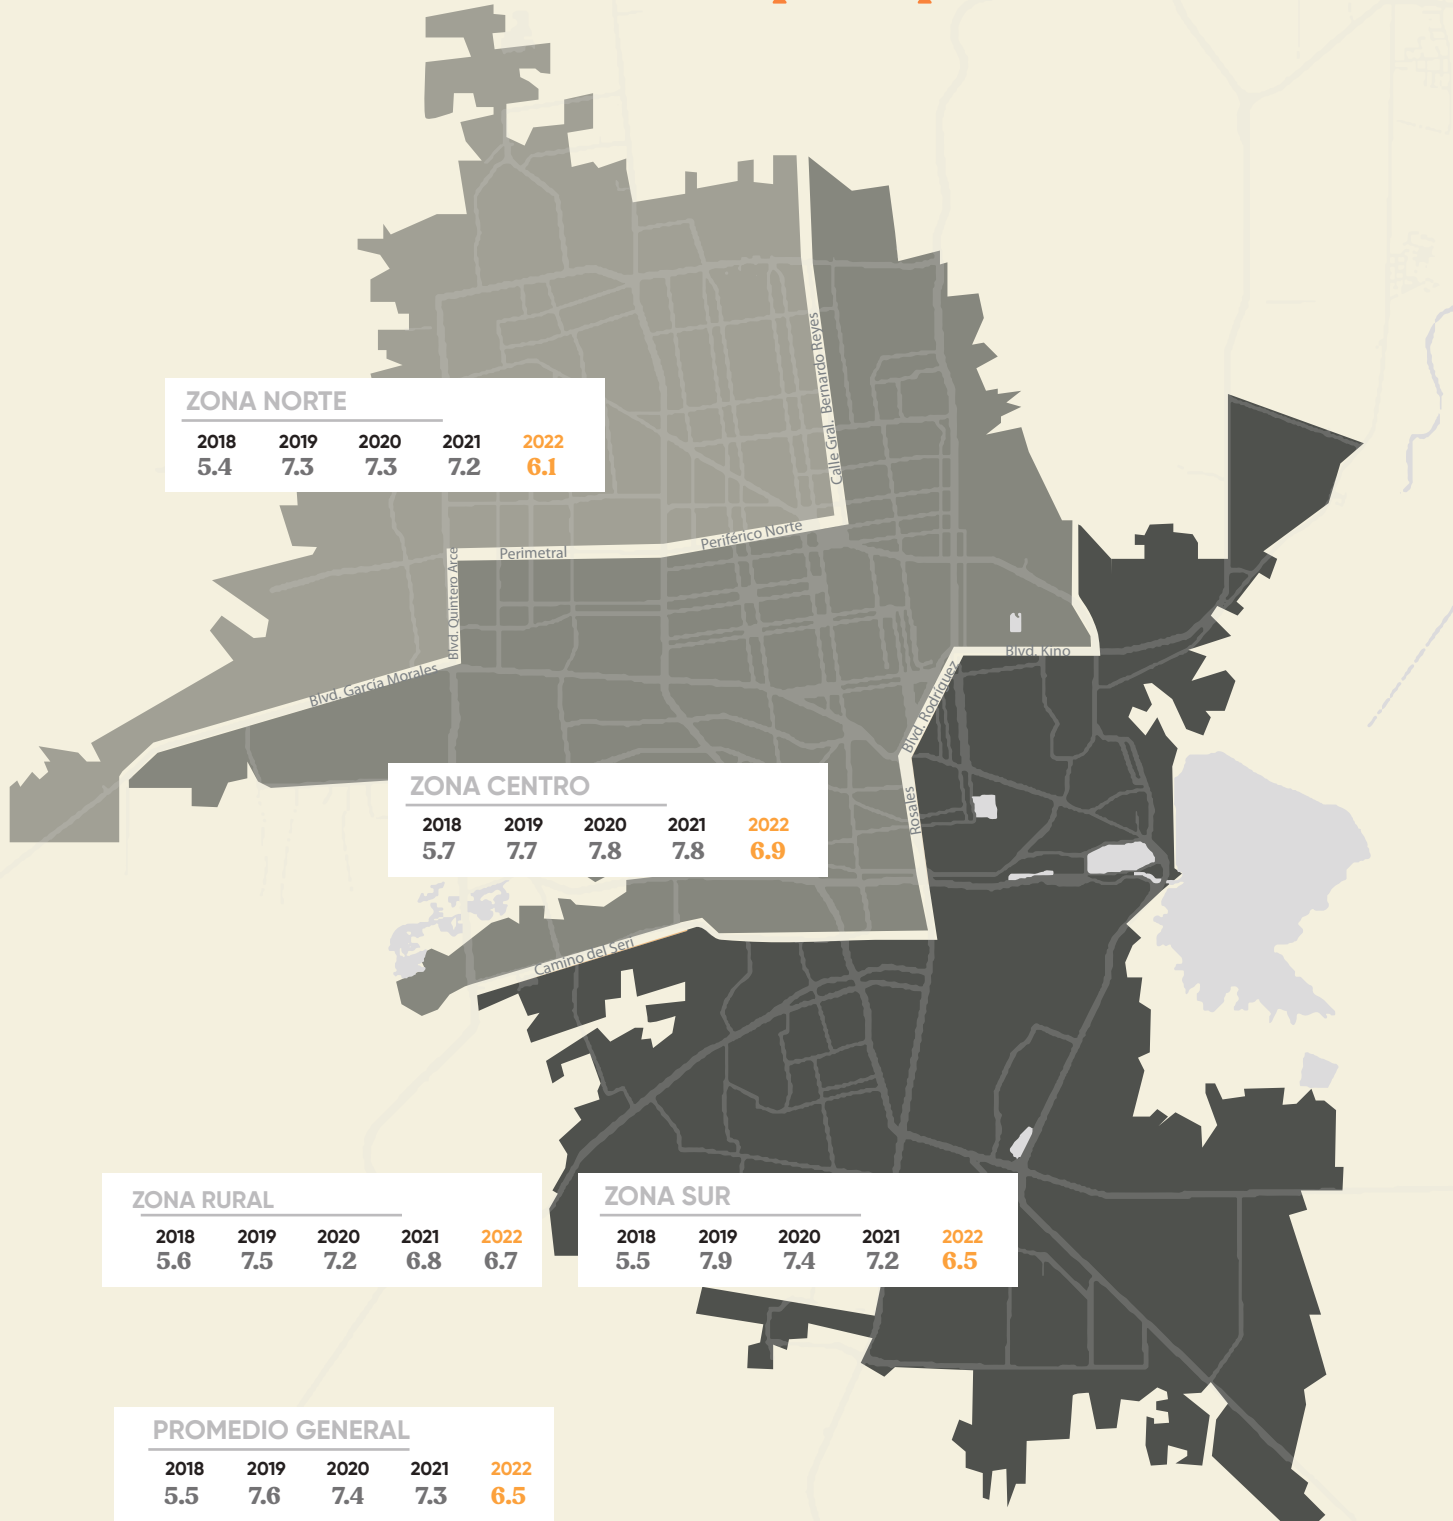 Calle Gral. Bernardo Reyes
ZONA NORTE
2018 2019 2020 2021 2022
5.4 7.3 7.3 7.2 6.1
Periférico Norte
Perimetral
Blvd. Quintero Arce
Blvd. Kino
Blvd. García Morales
Blvd. Rodríguez
ZONA CENTRO
2018 2019 2020 2021 2022
5.7 7.7 7.8 7.8 6.9
Rosales
Camino del Seri
ZONA RURAL
2018 2019 2020 2021 2022
5.6 7.5 7.2 6.8 6.7
ZONA SUR
2018 2019 2020 2021 2022
5.5 7.9 7.4 7.2 6.5
PROMEDIO GENERAL
2018 2019 2020 2021 2022
5.5 7.6 7.4 7.3 6.5